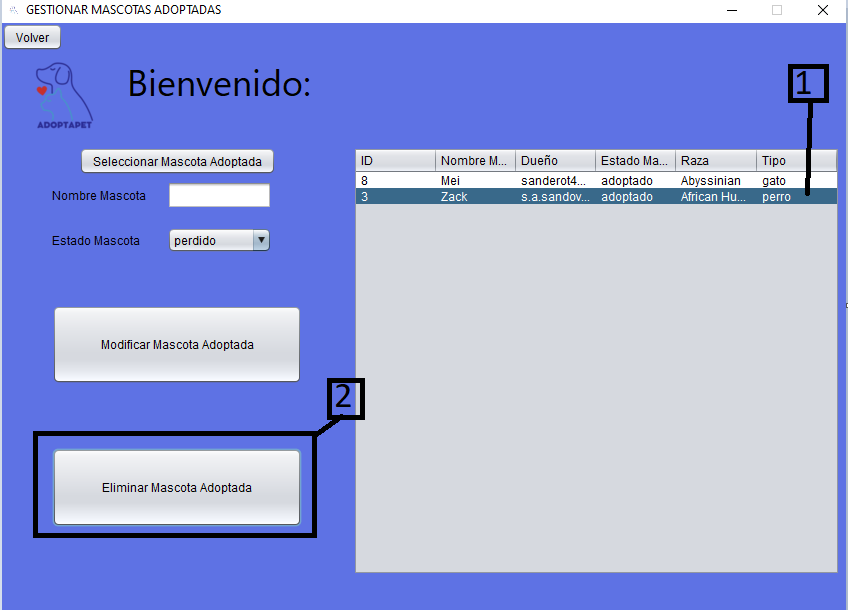 GESTIONAR MASCOTAS ADOPTADAS
Volver
ADOPTAPET
Bienvenido:
1
Seleccionar Mascota Adoptada
Nombre Mascota
Estado Mascota
perdido
Modificar Mascota Adoptada
2
Eliminar Mascota Adoptada
ID Nombre M... Dueño Estado Ma... Raza Tipo
8 Mei sanderot4... adoptado Abyssinian gato
3 Zack s.a.sandov... adoptado African Hu... perro